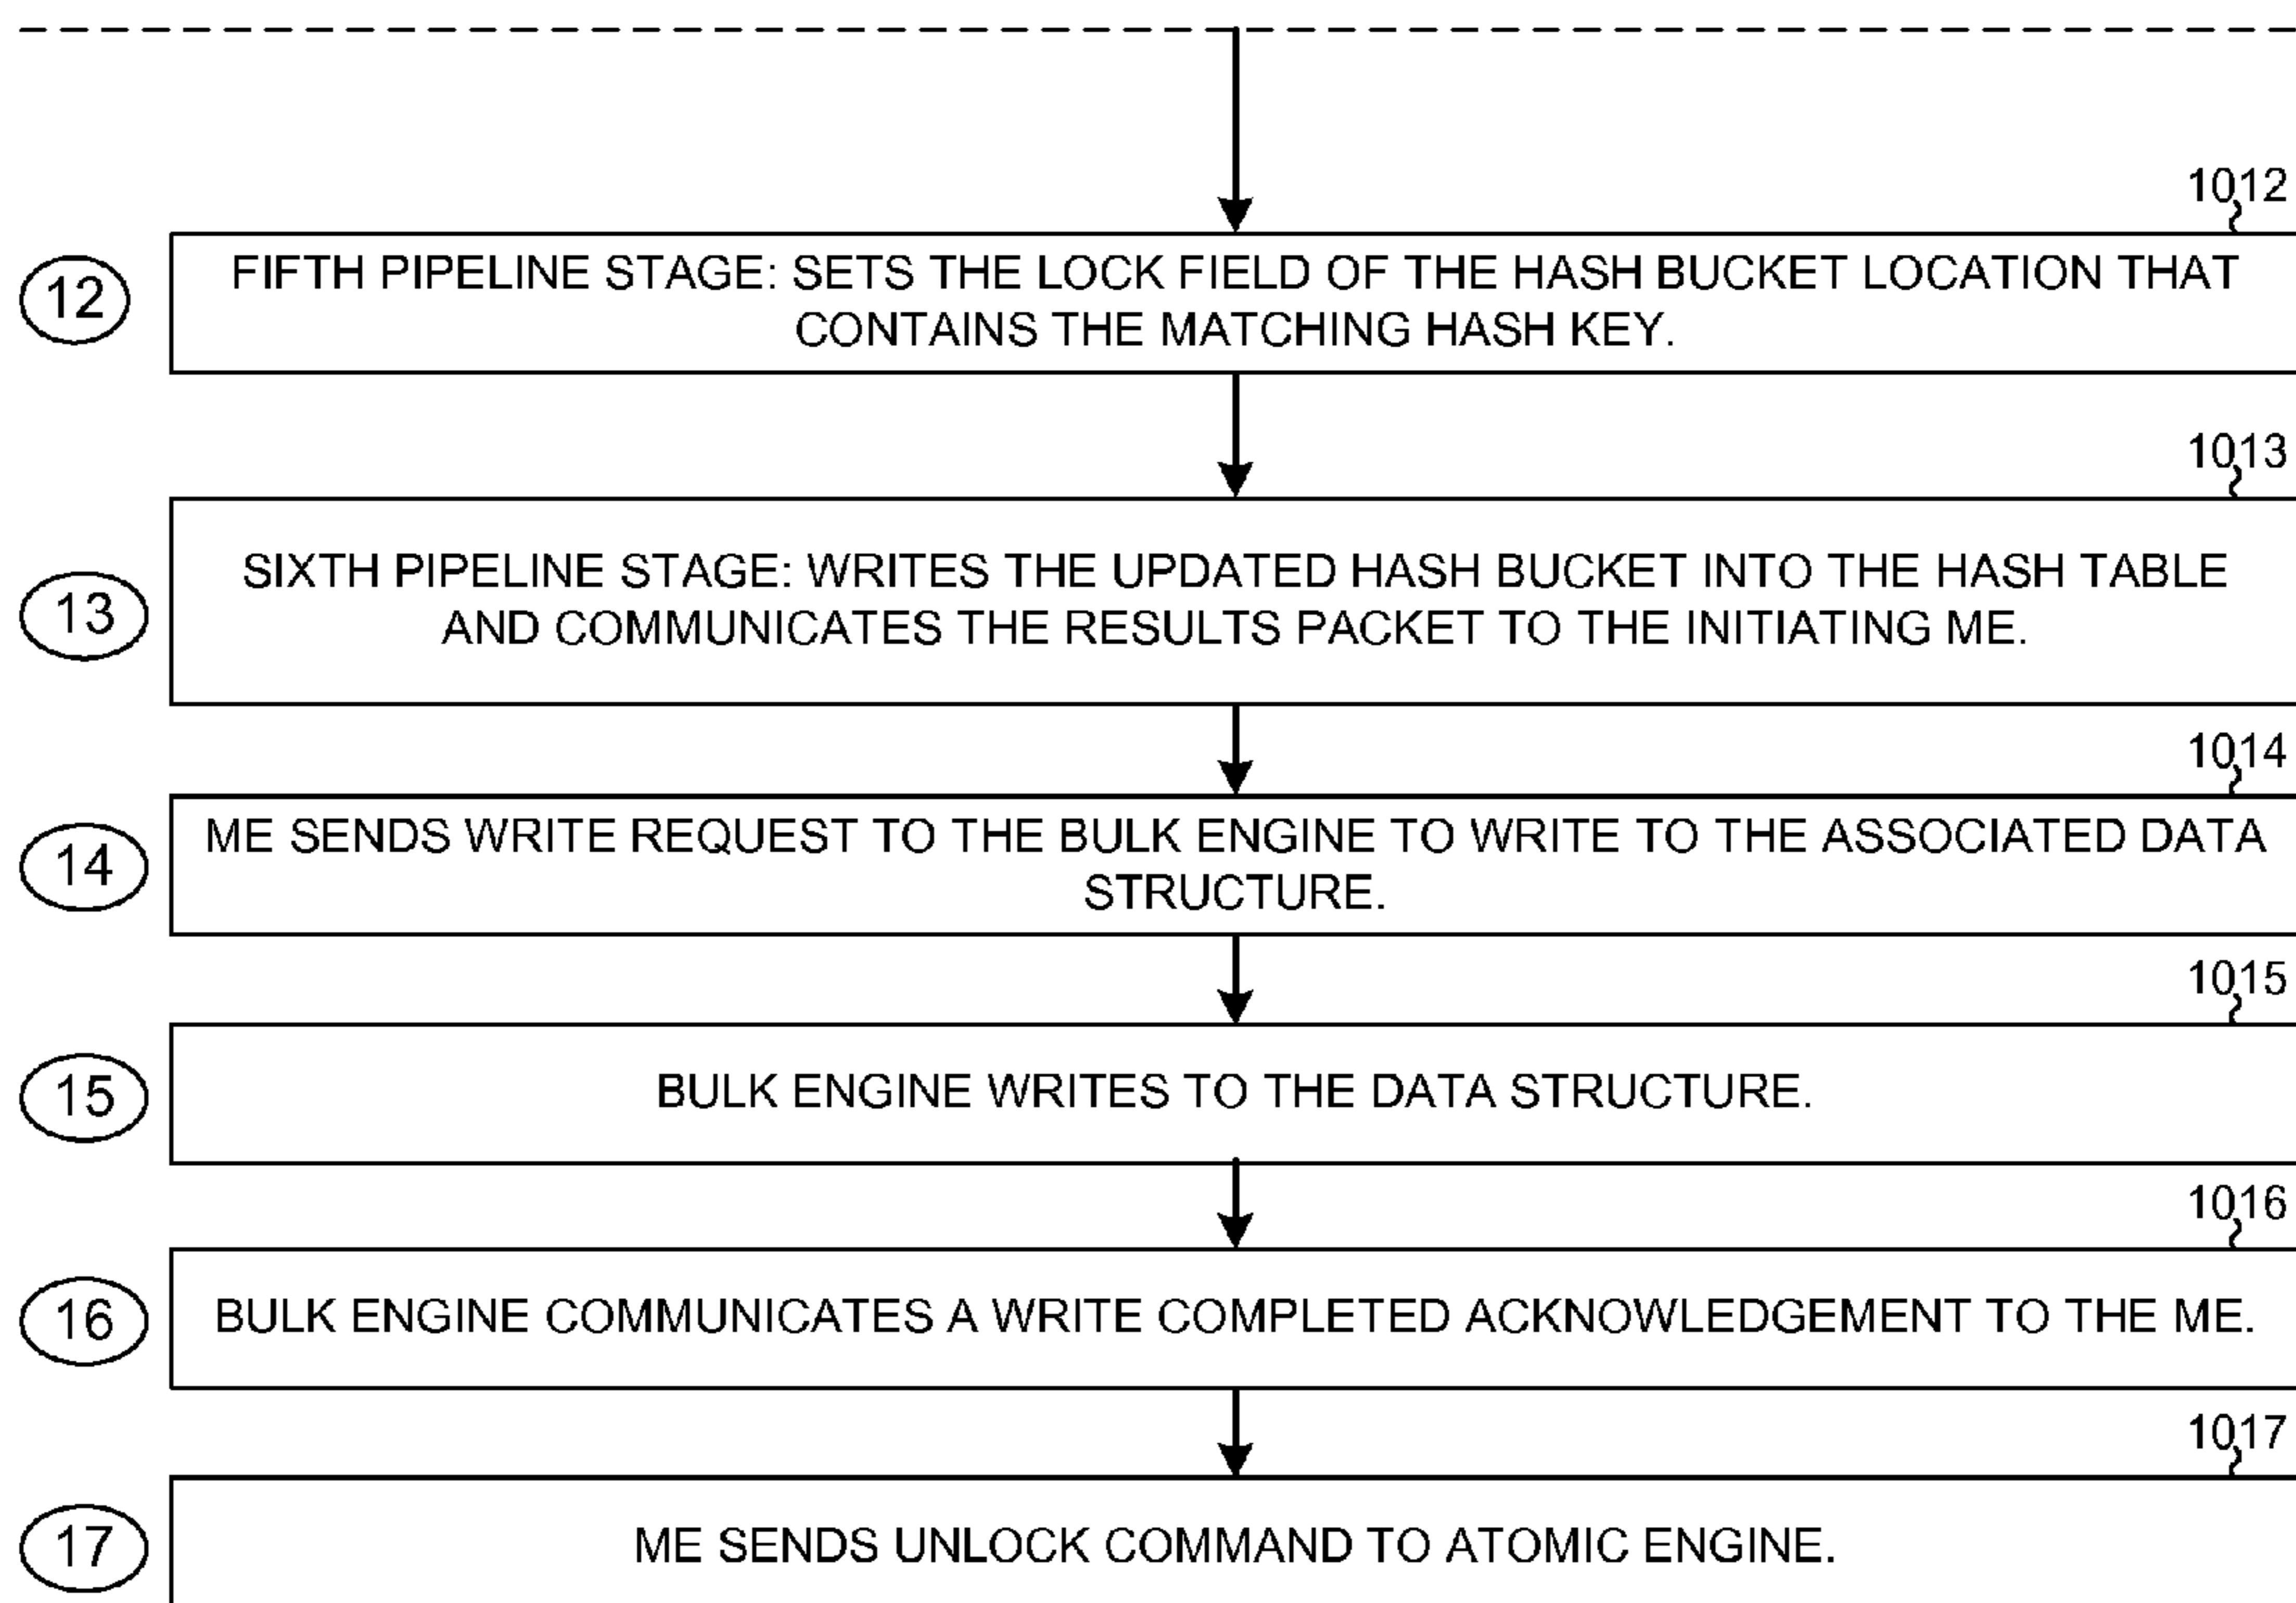 1012
12
FIFTH PIPELINE STAGE: SETS THE LOCK FIELD OF THE HASH BUCKET LOCATION THAT
CONTAINS THE MATCHING HASH KEY.
1013
13
SIXTH PIPELINE STAGE: WRITES THE UPDATED HASH BUCKET INTO THE HASH TABLE
AND COMMUNICATES THE RESULTS PACKET TO THE INITIATING ME.
1014
14
ME SENDS WRITE REQUEST TO THE BULK ENGINE TO WRITE TO THE ASSOCIATED DATA
STRUCTURE.
1015
15
BULK ENGINE WRITES TO THE DATA STRUCTURE.
1016
16
BULK ENGINE COMMUNICATES A WRITE COMPLETED ACKNOWLEDGEMENT TO THE ME.
1017
17
ME SENDS UNLOCK COMMAND TO ATOMIC ENGINE.